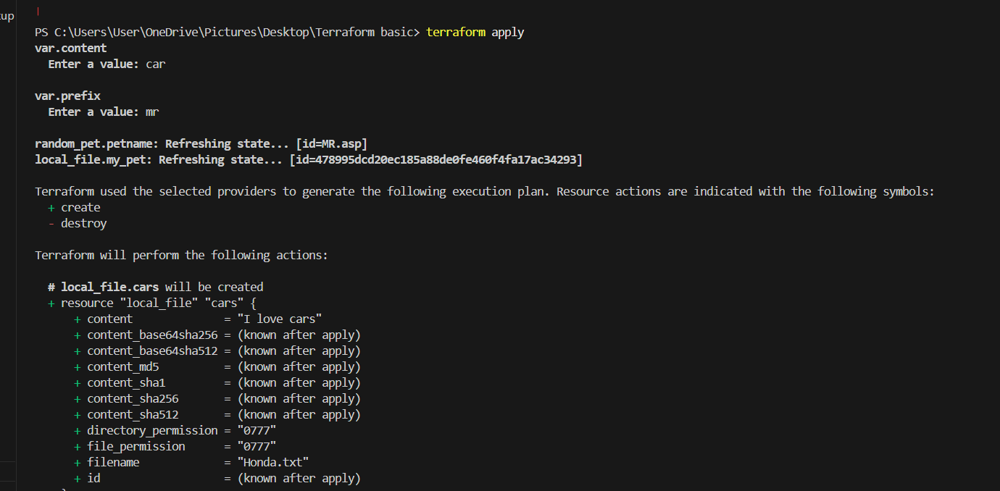 up
PS C:\Users\User\OneDrive\Pictures\Desktop\Terraform basic> terraform apply
var.content
  Enter a value: car
var.prefix
  Enter a value: mr
random_pet.petname: Refreshing state... [id=MR.asp]
local_file.my_pet: Refreshing state... [id=478995dcd20ec185a88de0fe460f4fa17ac34293]
Terraform used the selected providers to generate the following execution plan. Resource actions are indicated with the following symbols:
  + create
  - destroy
Terraform will perform the following actions:
  # local_file.cars will be created
  + resource "local_file" "cars" {
      + content              = "I love cars"
      + content_base64sha256 = (known after apply)
      + content_base64sha512 = (known after apply)
      + content_md5          = (known after apply)
      + content_sha1         = (known after apply)
      + content_sha256       = (known after apply)
      + content_sha512       = (known after apply)
      + directory_permission = "0777"
      + file_permission      = "0777"
      + filename             = "Honda.txt"
      + id                   = (known after apply)